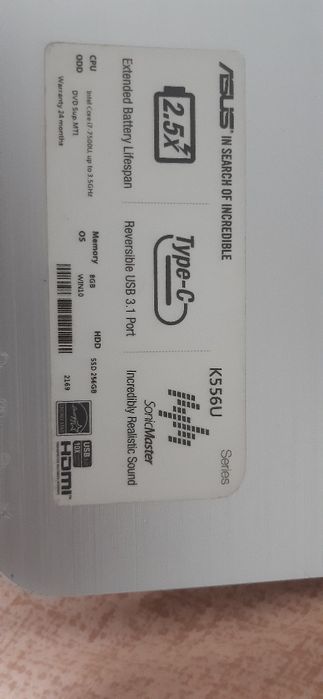 ASUS IN SEARCH OF INCREDIBLE
K556U Series
2.5x
Type-C
SonicMaster
Extended Battery Lifespan
Reversible USB 3.1 Port
Incredibly Realistic Sound
CPU Intel Core i7-7500U, up to 3.5GHz
Memory 8GB
HDD SSD 256GB
ODD DVD Sup. MTI
OS WIN10
Warranty 24 months
2169
USB
HDMI